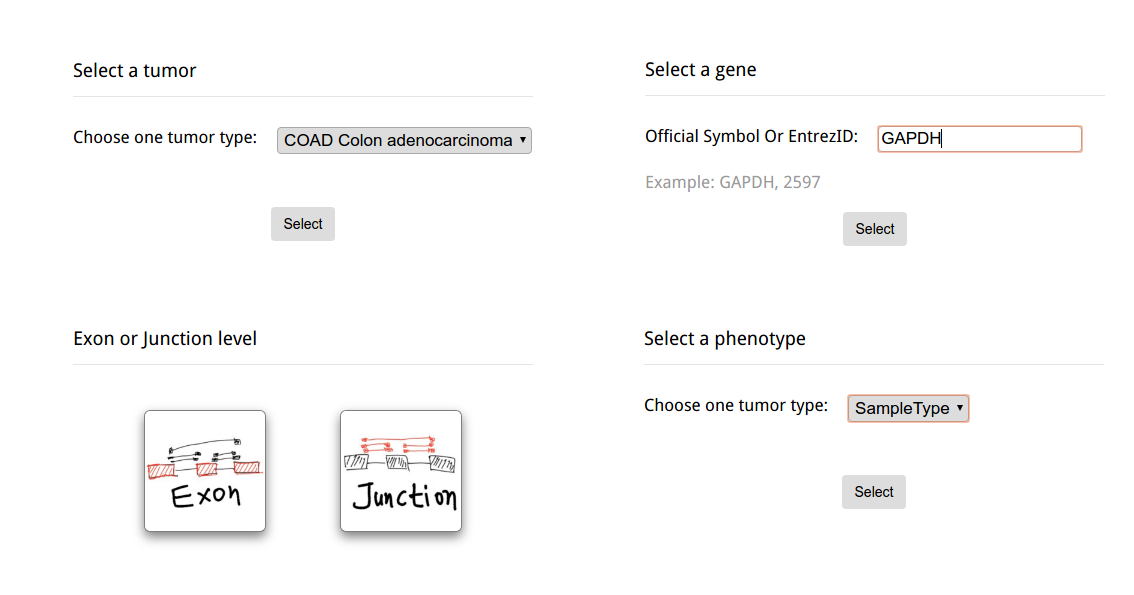 Select a tumor
Choose one tumor type: COAD Colon adenocarcinoma
Select
Select a gene
Official Symbol Or EntrezID: GAPDH
Example: GAPDH, 2597
Select
Exon or Junction level
Exon
Junction
Select a phenotype
Choose one tumor type: SampleType
Select